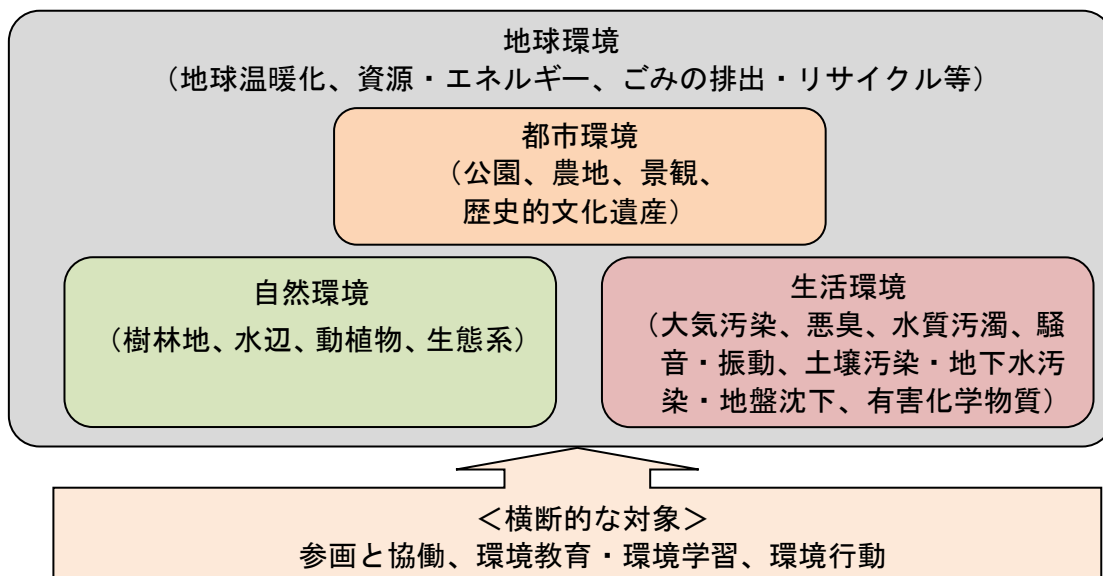 地球環境
（地球温暖化、資源・エネルギー、ごみの排出・リサイクル等）
都市環境
（公園、農地、景観、
歴史的文化遺産）
自然環境
（樹林地、水辺、動植物、生態系）
生活環境
（大気汚染、悪臭、水質汚濁、騒
音・振動、土壌汚染・地下水汚
染・地盤沈下、有害化学物質）
＜横断的な対象＞
参画と協働、環境教育・環境学習、環境行動